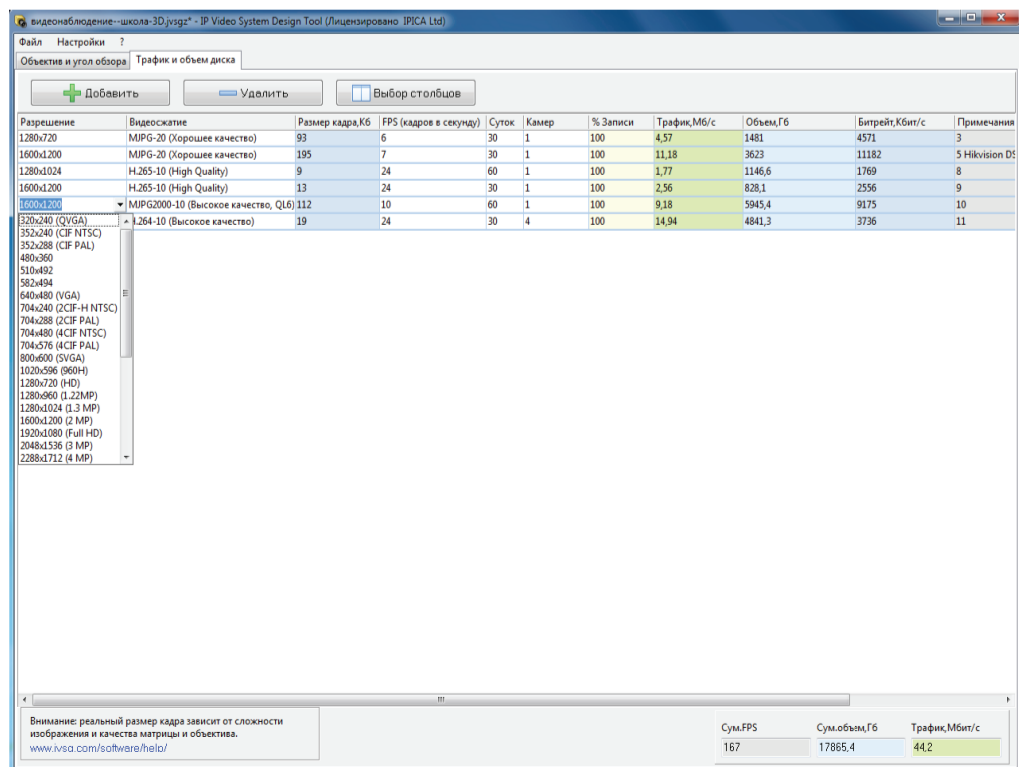 видеонаблюдение--школа-3D.jvsgz* - IP Video System Design Tool (Лицензировано IPICA Ltd)
Файл Настройки ?
Объектив и угол обзора Трафик и объем диска
Добавить Удалить Выбор столбцов
Разрешение Видеосжатие Размер кадра,Кб FPS (кадров в секунду) Суток Камер % Записи Трафик,Мб/с Объем,Гб Битрейт,Кбит/с Примечания
1280x720 MJPG-20 (Хорошее качество) 93 6 30 1 100 4,57 1481 4571 3
1600x1200 MJPG-20 (Хорошее качество) 195 7 30 1 100 11,18 3623 11182 5 Hikvision DS
1280x1024 H.265-10 (High Quality) 9 24 60 1 100 1,77 1146,6 1769 8
1600x1200 H.265-10 (High Quality) 13 24 30 1 100 2,56 828,1 2556 9
1600x1200 MJPG2000-10 (Высокое качество, QL6) 112 10 60 1 100 9,18 5945,4 9175 10
320x240 (QVGA) H.264-10 (Высокое качество) 19 24 30 4 100 14,94 4841,3 3736 11
352x240 (CIF NTSC)
352x288 (CIF PAL)
480x360
510x492
582x494
640x480 (VGA)
704x240 (2CIF-H NTSC)
704x288 (2CIF PAL)
704x480 (4CIF NTSC)
704x576 (4CIF PAL)
800x600 (SVGA)
1020x596 (960H)
1280x720 (HD)
1280x960 (1.22MP)
1280x1024 (1.3 MP)
1600x1200 (2 MP)
1920x1080 (Full HD)
2048x1536 (3 MP)
2288x1712 (4 MP)
Внимание: реальный размер кадра зависит от сложности
изображения и качества матрицы и объектива.
www.jvsg.com/software/help/
Сум.FPS Сум.объем,Гб Трафик,Мбит/с
167 17865,4 44,2